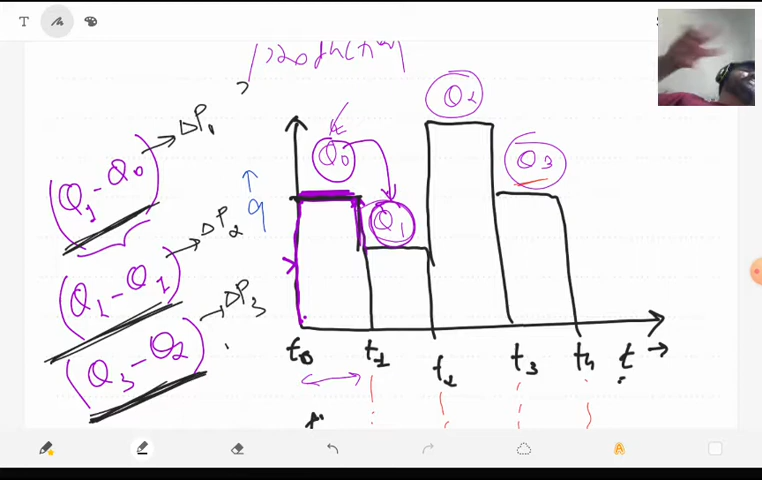 T
Q₀
Q₂
Q₃
(Q₁ - Q₀) → ΔP₁
Q₁
q
(Q₂ - Q₁) → ΔP₂
(Q₃ - Q₂) → ΔP₃
t₀ t₁ t₂ t₃ t₄ t →
A